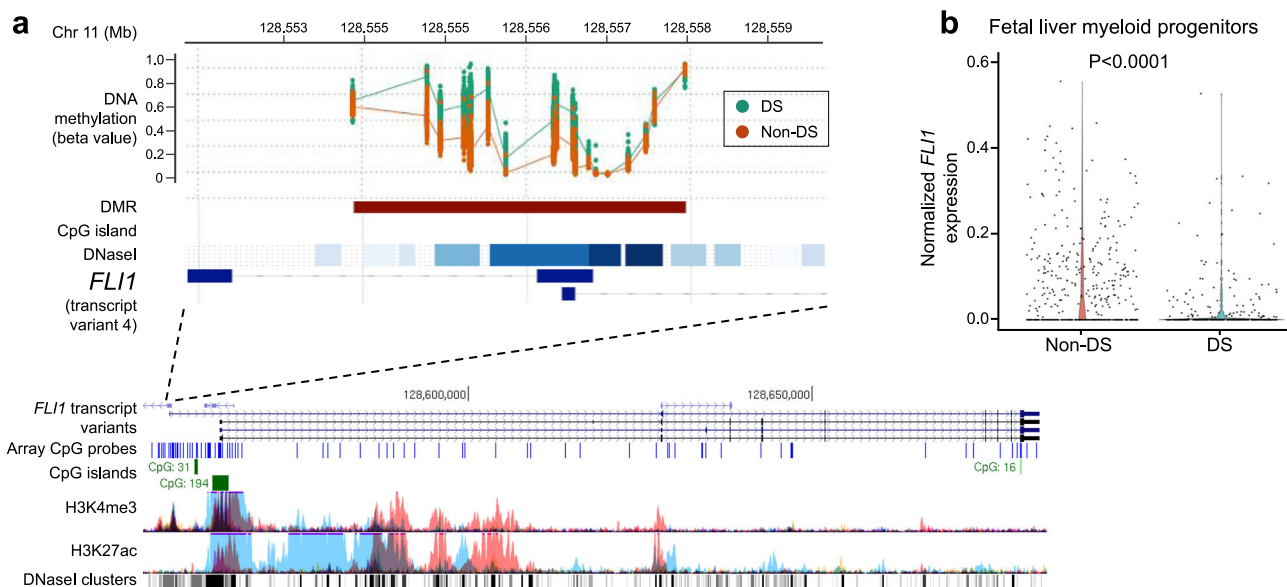 a
Chr 11 (Mb)
128.553
128.555
128.555
128.556
128.557
128.558
128.559
DNA
methylation
(beta value)
1.0
0.8
0.6
0.4
0.2
0
DS
Non-DS
DMR
CpG island
DNaseI
FLI1
(transcript
variant 4)
128,600,000
128,650,000
FLI1 transcript
variants
Array CpG probes
CpG: 31
CpG islands
CpG: 16
CpG: 194
H3K4me3
H3K27ac
DNaseI clusters
b
Fetal liver myeloid progenitors
P<0.0001
Normalized FLI1
expression
0.6
0.4
0.2
0.0
Non-DS
DS